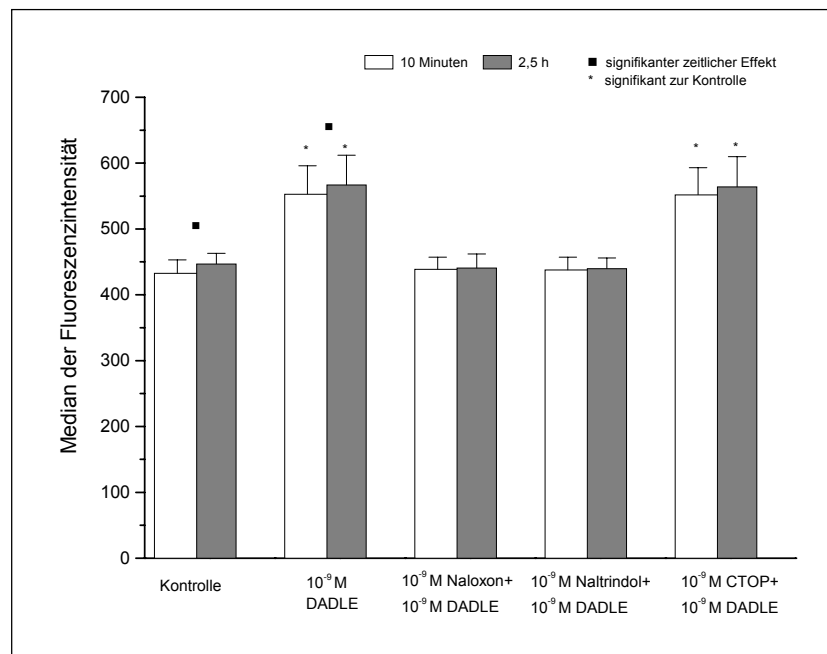 10 Minuten 2,5 h ■ signifikanter zeitlicher Effekt
* signifikant zur Kontrolle
Median der Fluoreszenzintensität
700
600
500
400
300
200
100
0
■
* *
■
* *
Kontrolle
10⁻⁹ M
DADLE
10⁻⁹ M Naloxon+
10⁻⁹ M DADLE
10⁻⁹ M Naltrindol+
10⁻⁹ M DADLE
10⁻⁹ M CTOP+
10⁻⁹ M DADLE